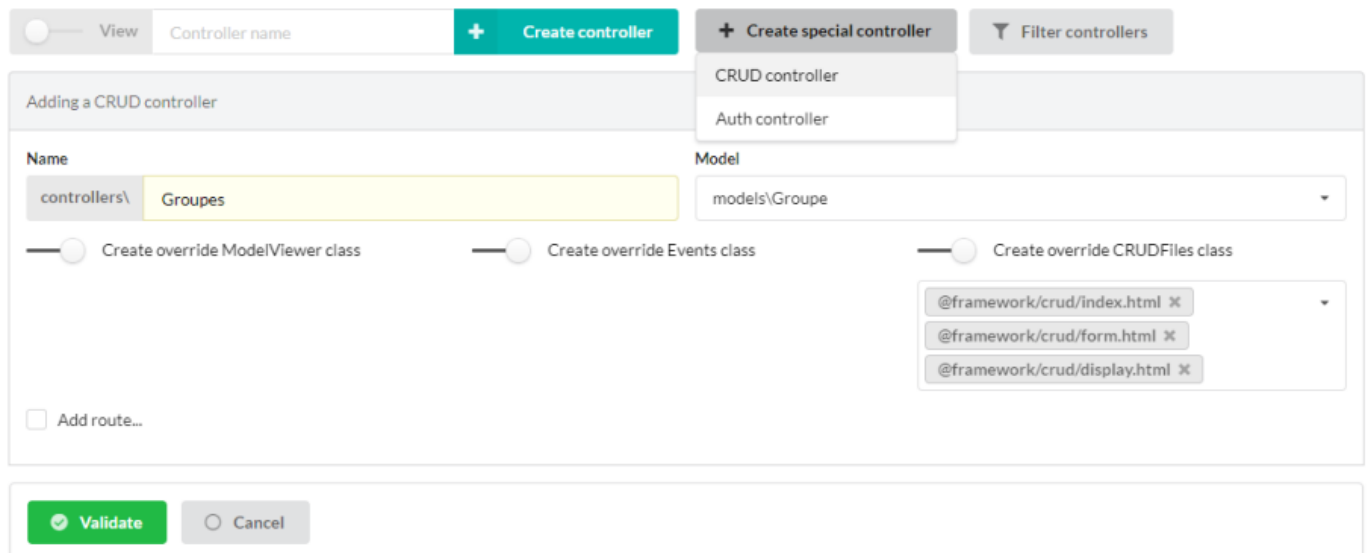 View
Controller name
Create controller
Create special controller
Filter controllers
CRUD controller
Auth controller
Adding a CRUD controller
Name
Model
controllers\
Groupes
models\Groupe
Create override ModelViewer class
Create override Events class
Create override CRUDFiles class
@framework/crud/index.html
@framework/crud/form.html
@framework/crud/display.html
Add route...
Validate
Cancel